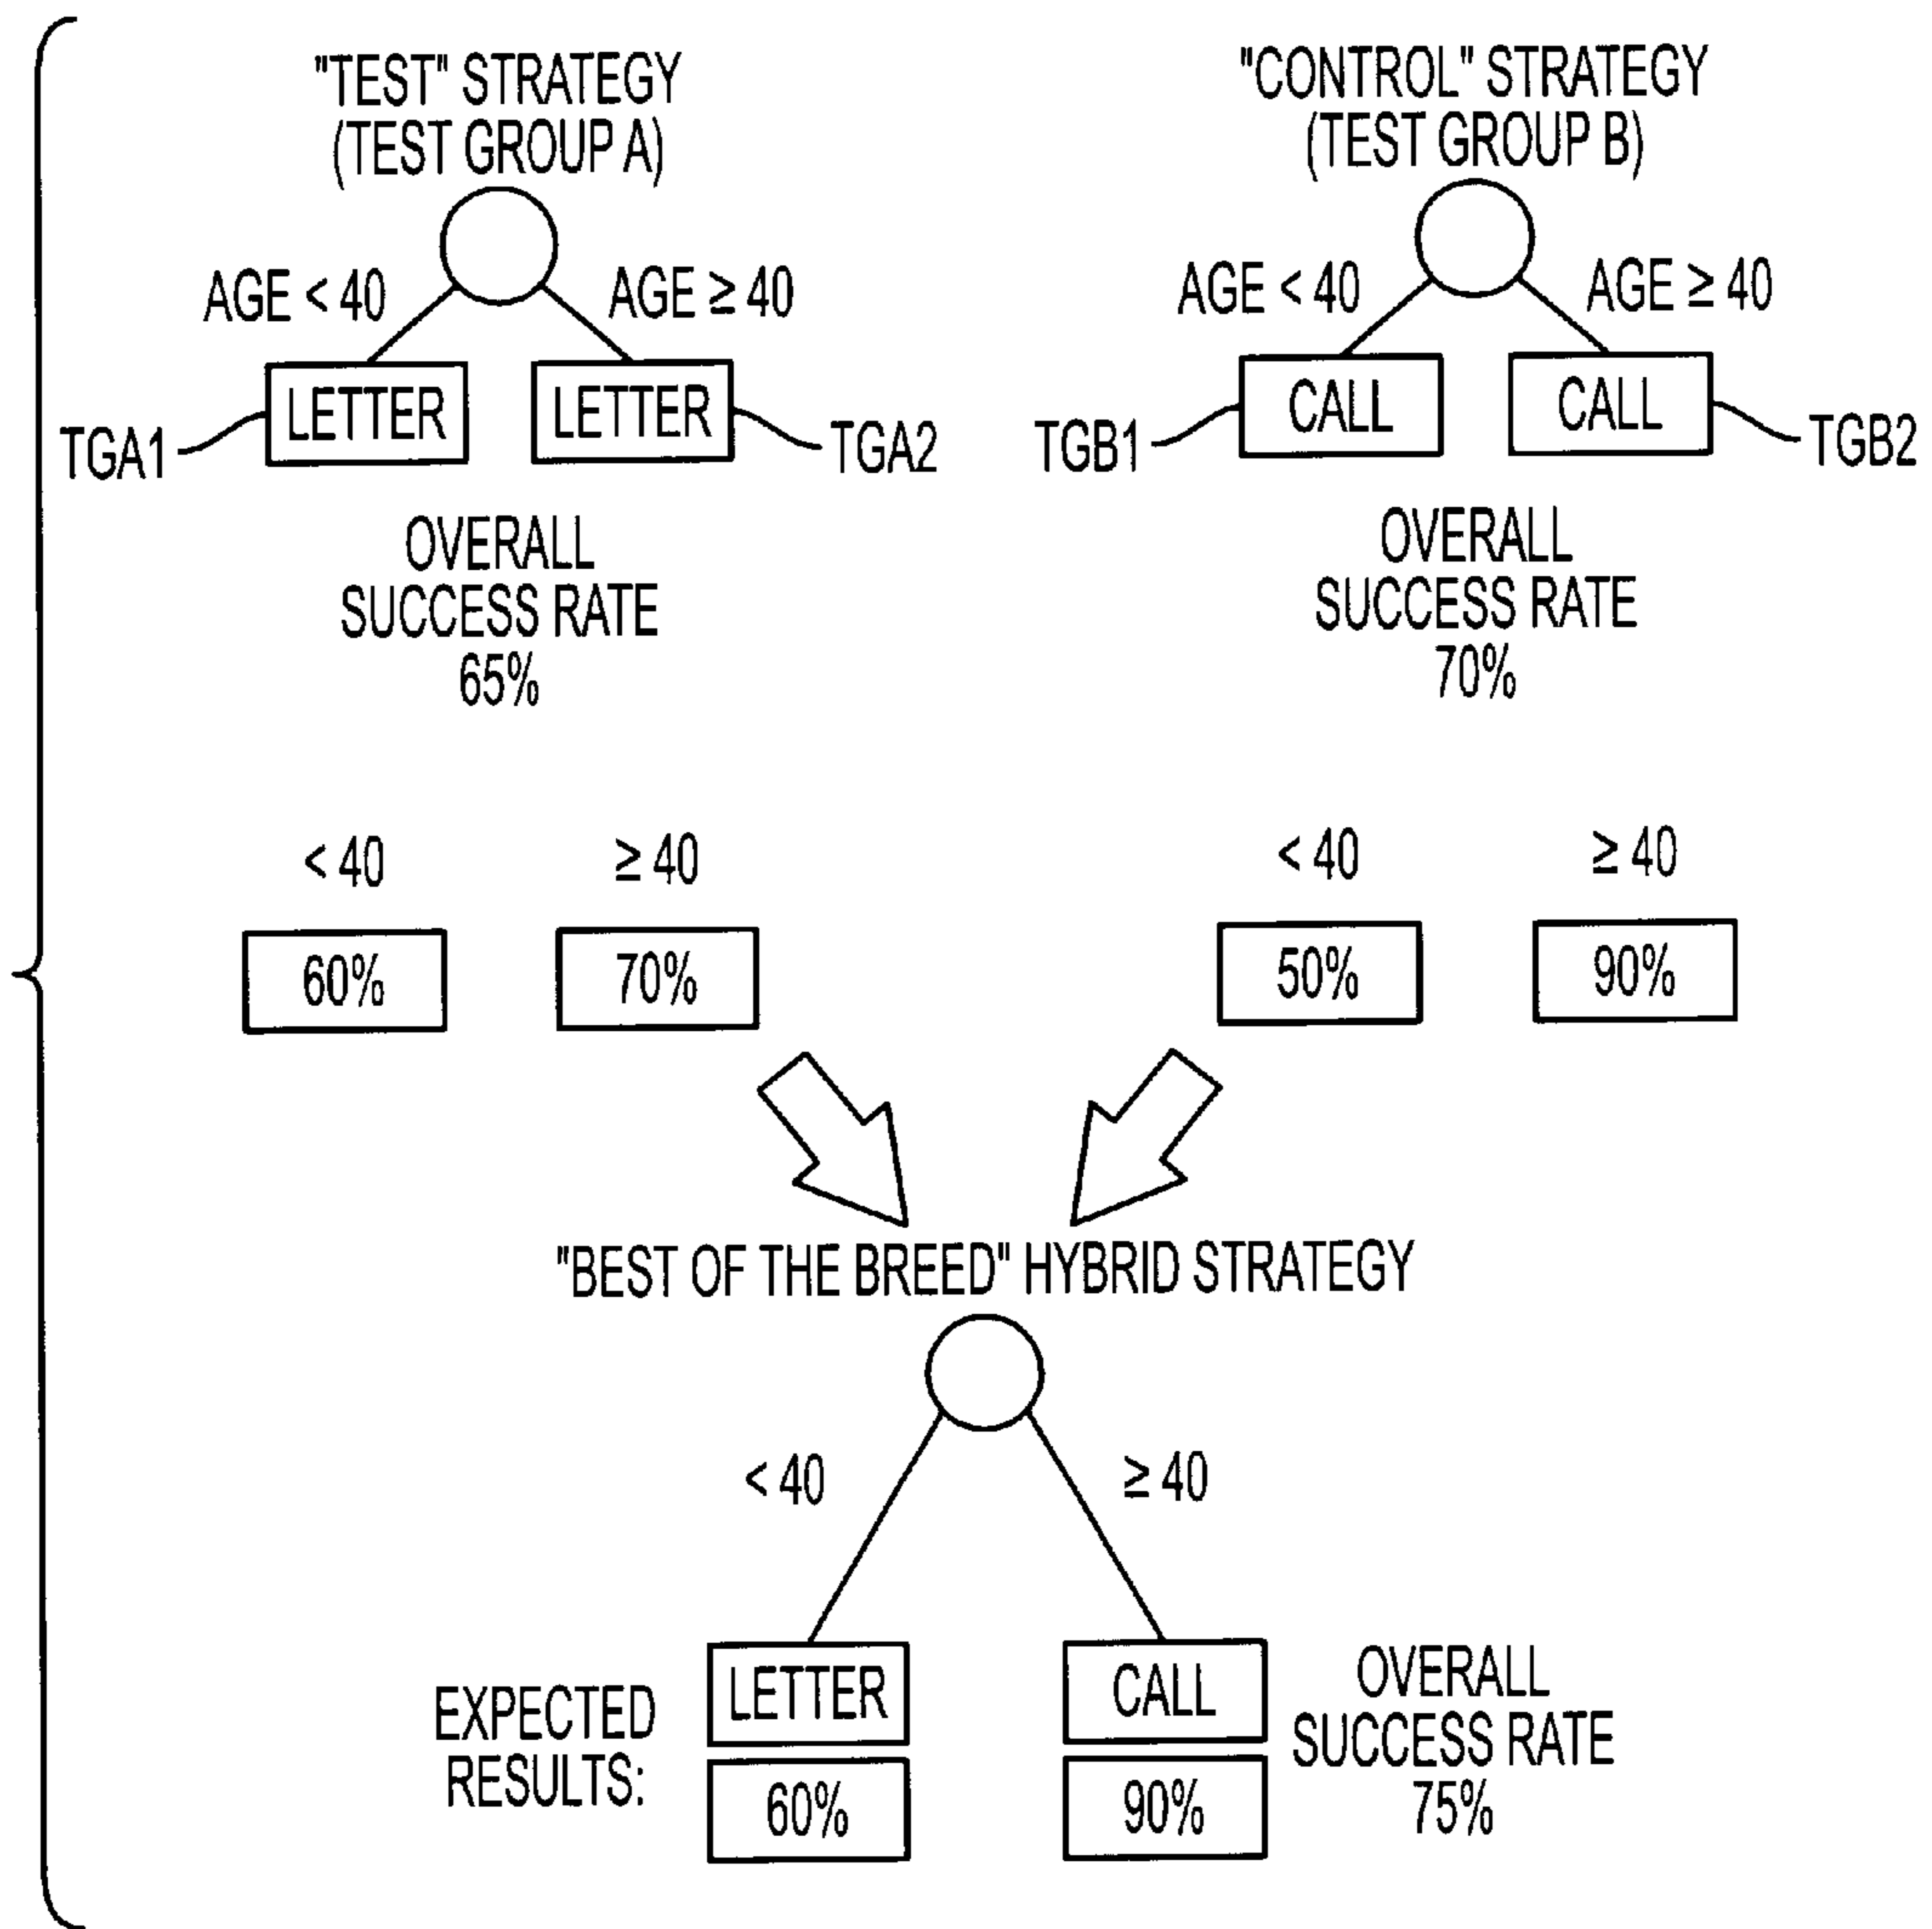 "TEST" STRATEGY
(TEST GROUP A)
AGE < 40
AGE ≥ 40
LETTER
LETTER
TGA1
TGA2
OVERALL
SUCCESS RATE
65%
"CONTROL" STRATEGY
(TEST GROUP B)
AGE < 40
AGE ≥ 40
CALL
CALL
TGB1
TGB2
OVERALL
SUCCESS RATE
70%
< 40
≥ 40
60%
70%
< 40
≥ 40
50%
90%
"BEST OF THE BREED" HYBRID STRATEGY
< 40
≥ 40
EXPECTED
RESULTS:
LETTER
CALL
60%
90%
OVERALL
SUCCESS RATE
75%